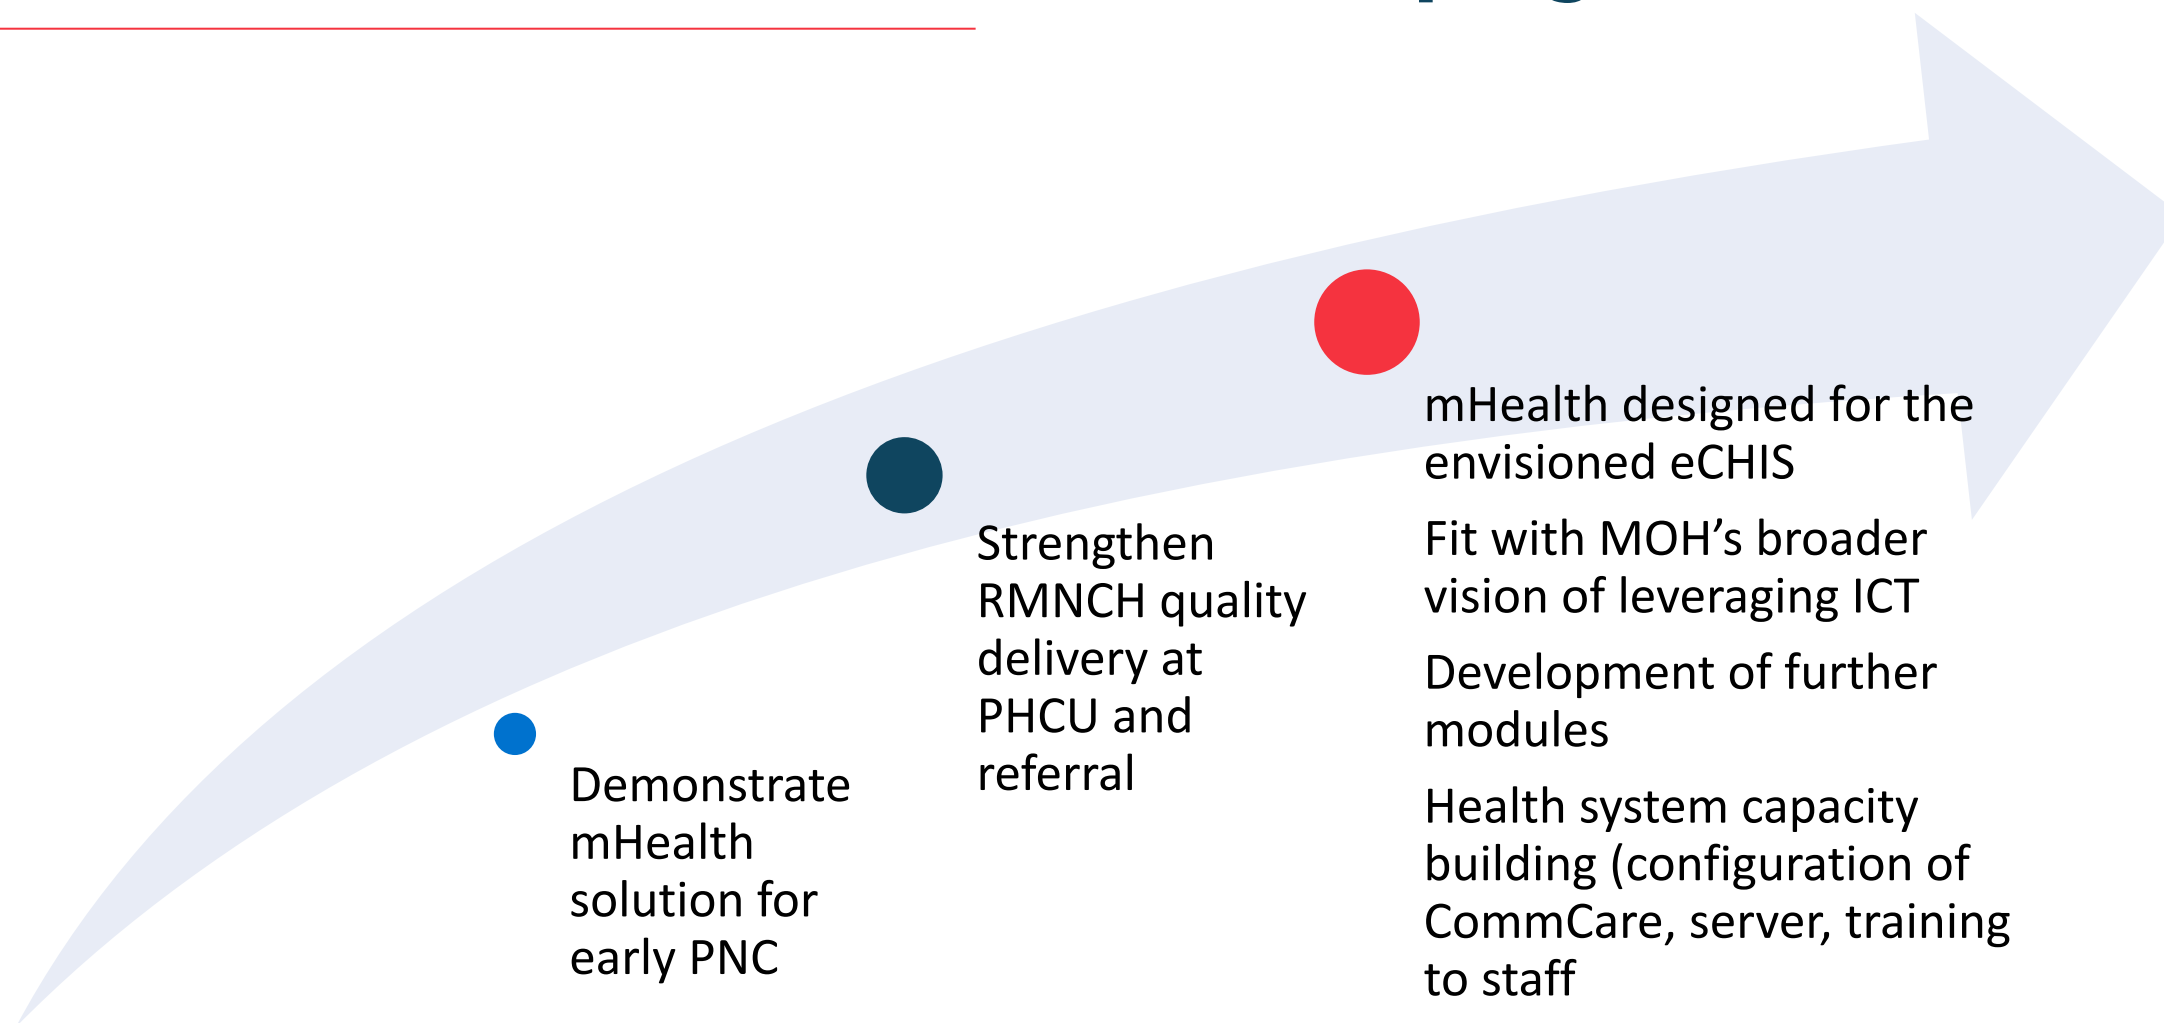 Demonstrate
mHealth
solution for
early PNC
Strengthen
RMNCH quality
delivery at
PHCU and
referral
mHealth designed for the
envisioned eCHIS
Fit with MOH’s broader
vision of leveraging ICT
Development of further
modules
Health system capacity
building (configuration of
CommCare, server, training
to staff